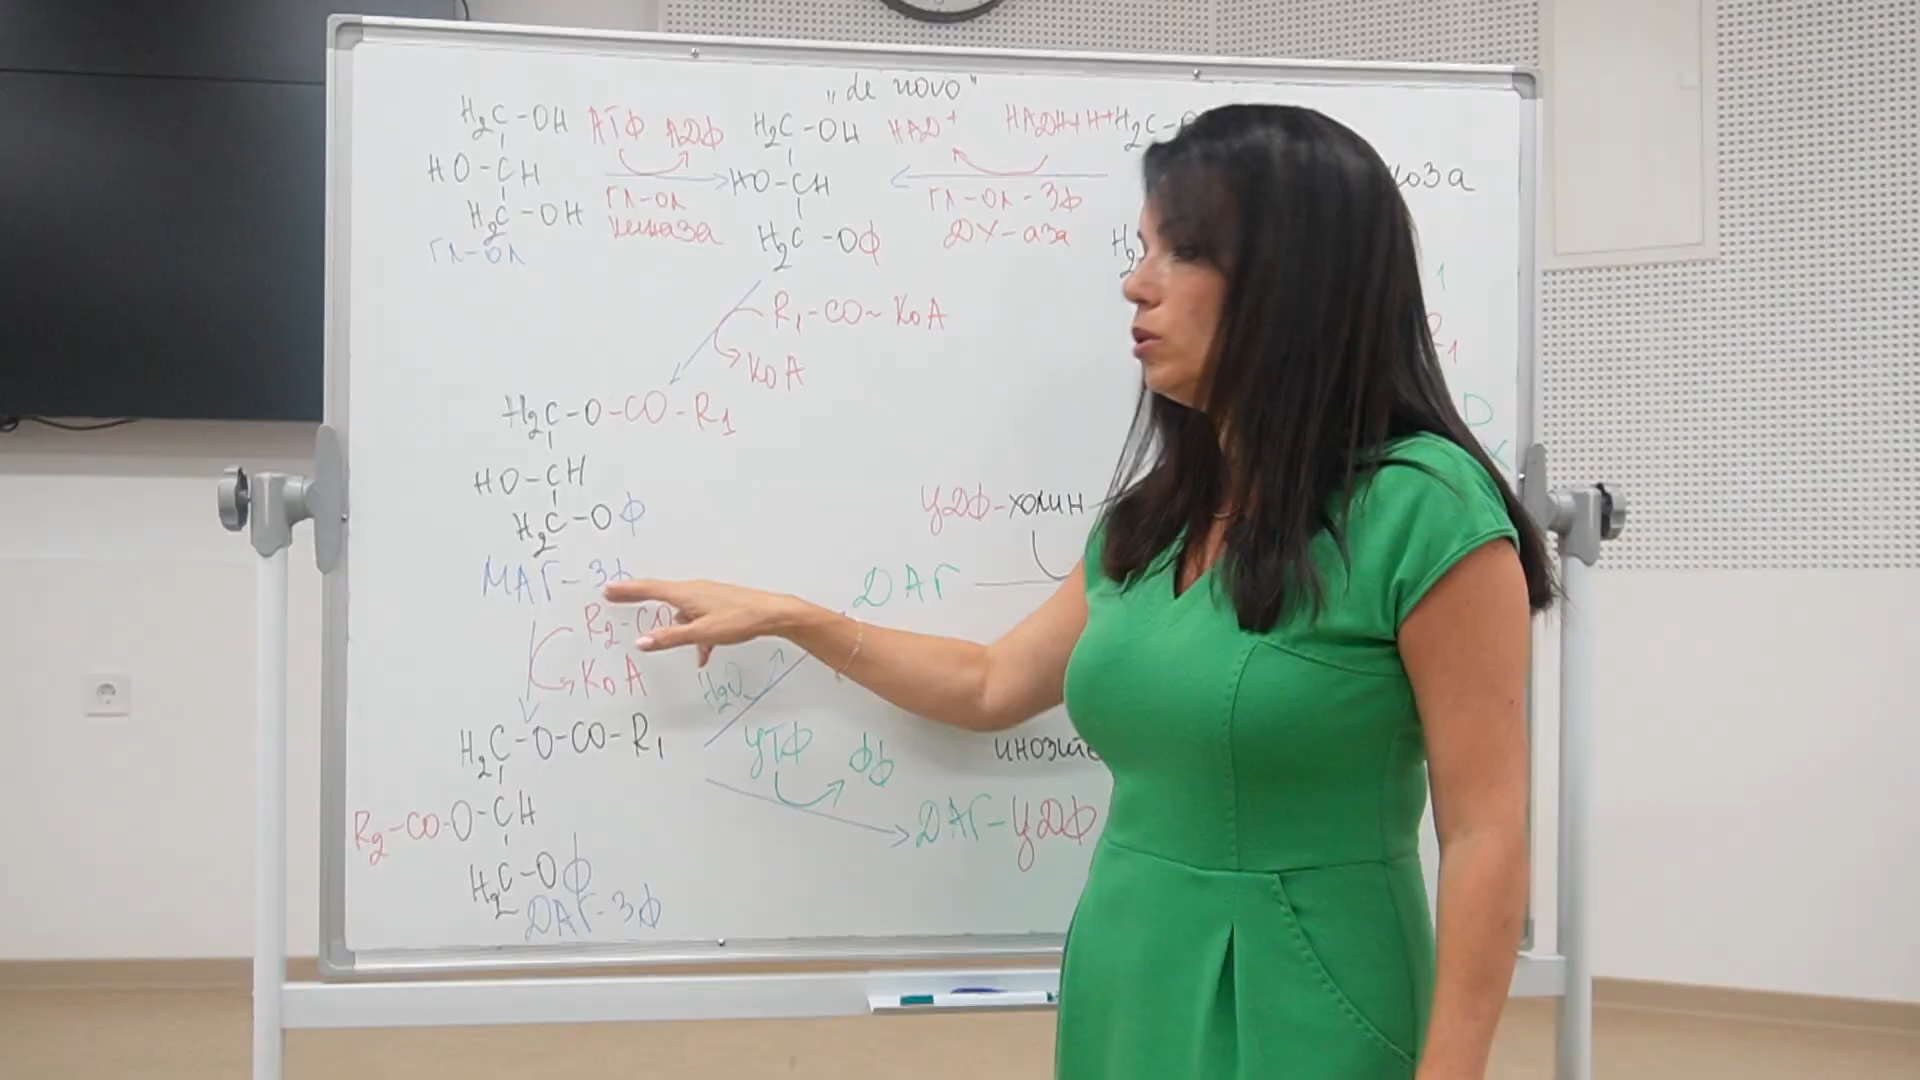 „de novo"
H2C-OH АТФ АДФ H2C-OH НАД+ НАДН+Н+ H2C-
HO-CH HO-CH
гл-ол гл-ол-3ф
киназа ДХ-аза
H2C-OH H2C-OФ H2
гл-ол
R1-CO~KoA
KoA
H2C-O-CO-R1
HO-CH
H2C-OФ
МАГ-3Ф
R2-CO
KoA
ЦДФ-холин
ДАГ
H2O
H2C-O-CO-R1
ЦТФ фф
R2-CO-O-CH
ДАГ-ЦДФ
H2C-OФ
ДАГ-3Ф